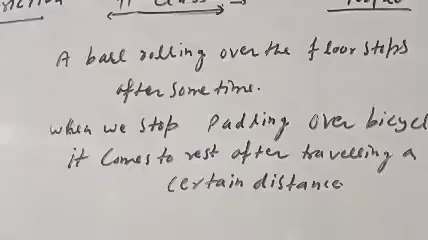 A ball rolling over the floor stops
after some time.
When we stop Padling over bicycl
it Comes to rest after travelling a
Certain distance.